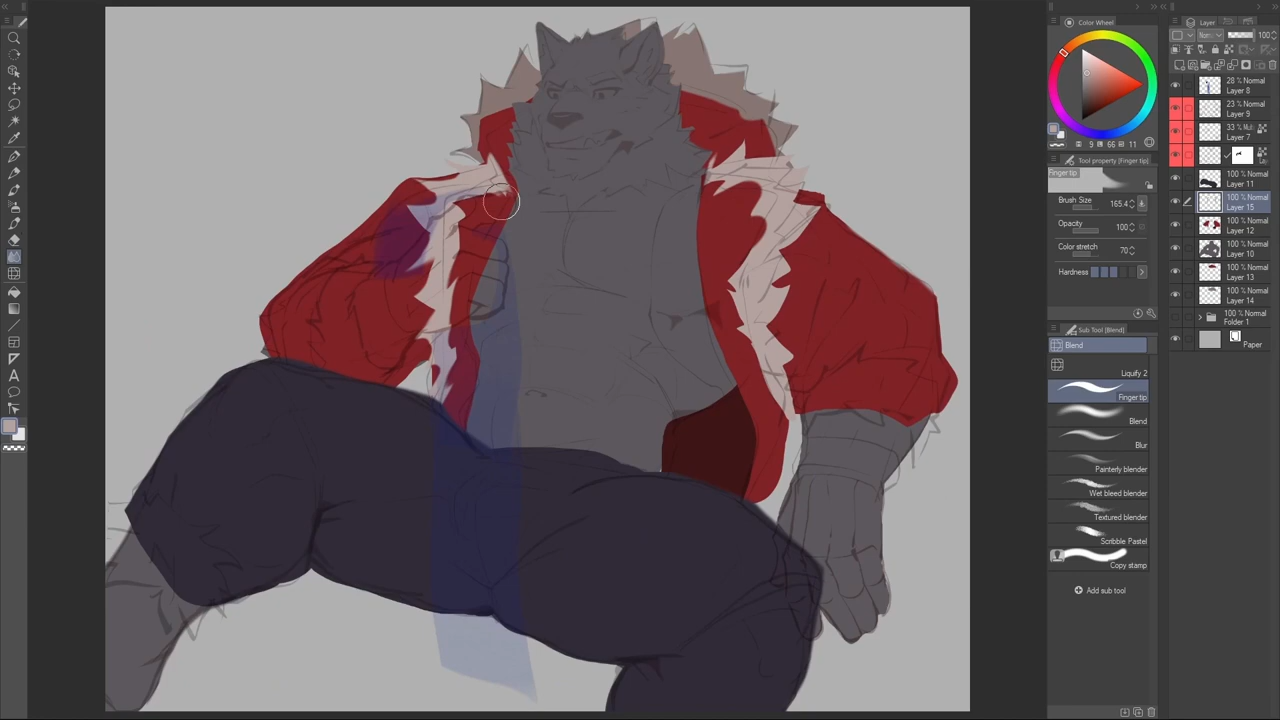 Color Wheel
9 66 11
Tool property [Finger tip]
Finger tip
Brush Size 165.4
Opacity 100
Color stretch 70
Hardness
Sub Tool [Blend]
Blend
Liquify 2
Finger tip
Blend
Blur
Painterly blender
Wet bleed blender
Textured blender
Scribble Pastel
Copy stamp
Add sub tool
Layer
100
28 % Normal
Layer 8
23 % Normal
Layer 9
33 %
Layer 7
100 % Normal
Layer 11
100 % Normal
Layer 15
100 % Normal
Layer 12
100 % Normal
Layer 10
100 % Normal
Layer 13
100 % Normal
Layer 14
100 % Normal
Folder 1
Paper